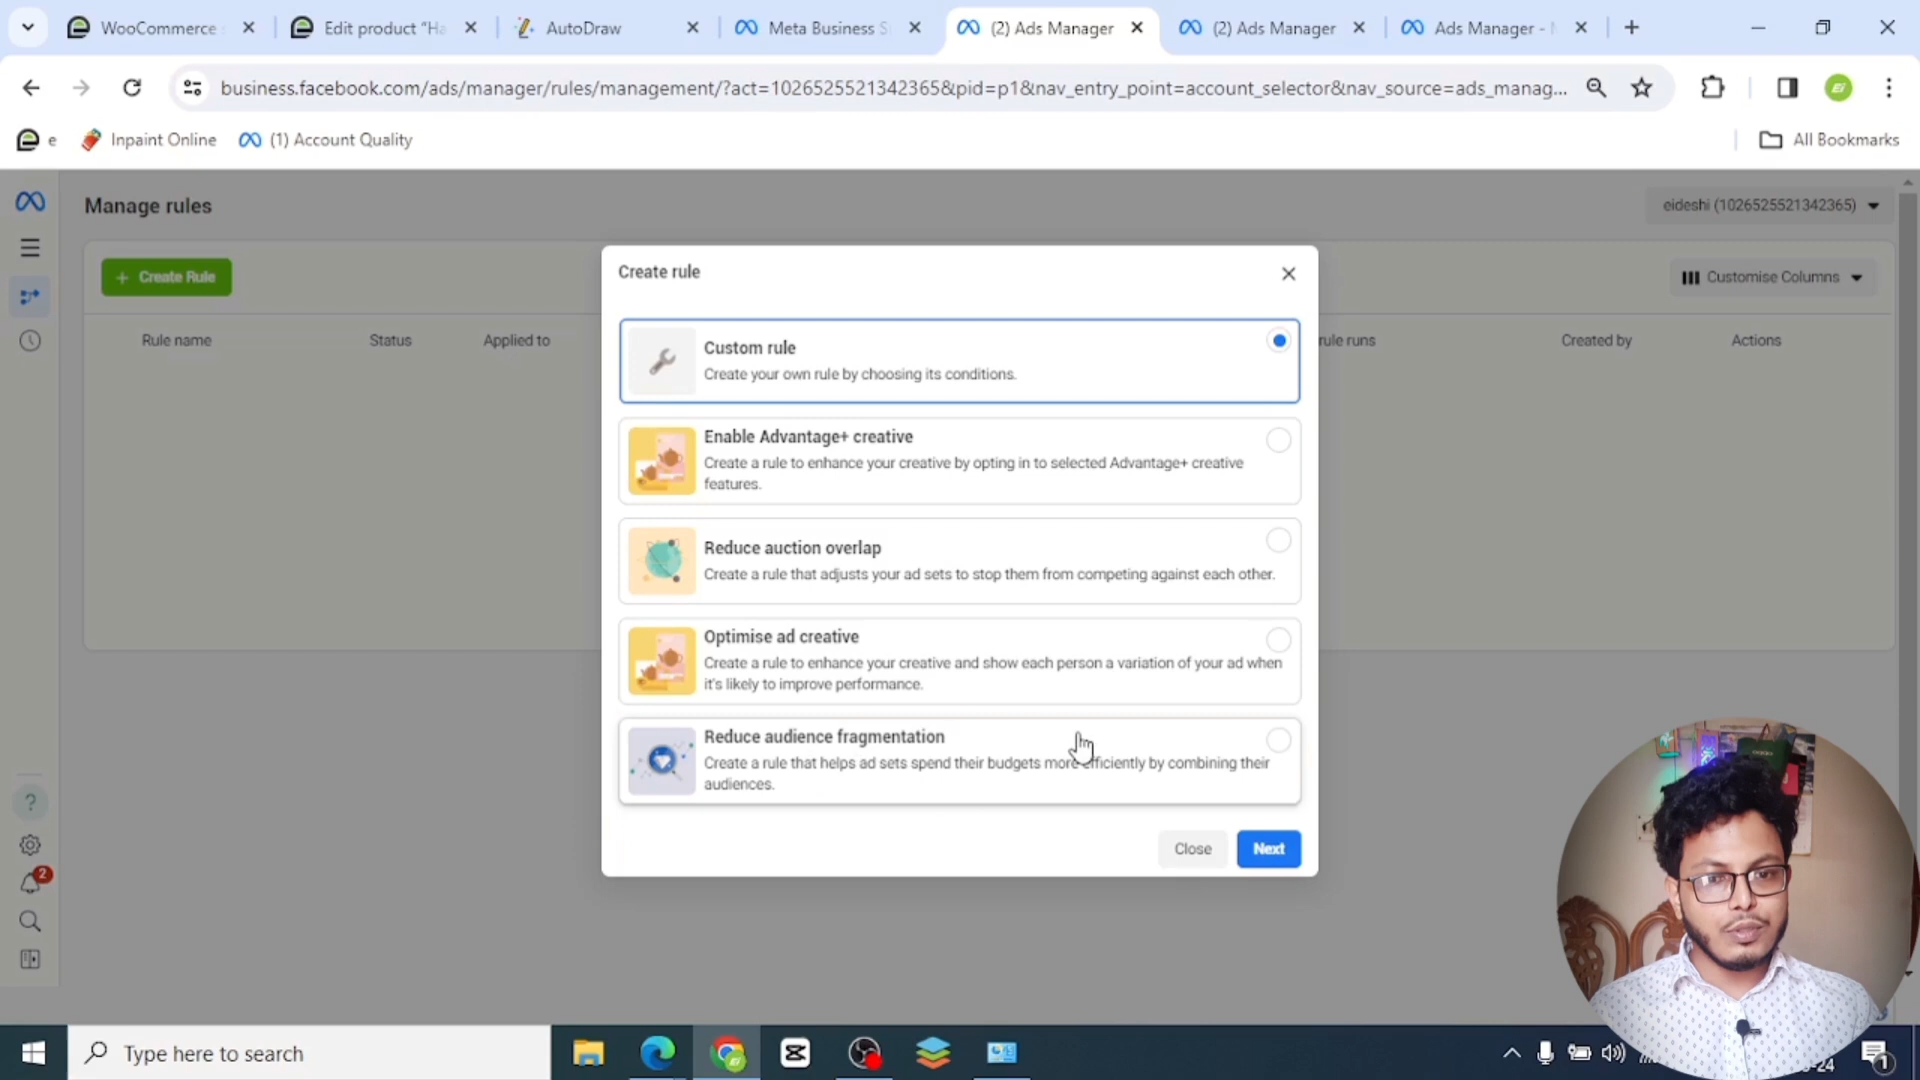 WooCommerce
Edit product "Ha
AutoDraw
Meta Business S
(2) Ads Manager
(2) Ads Manager
Ads Manager -
business.facebook.com/ads/manager/rules/management/?act=1026525521342365&pid=p1&nav_entry_point=account_selector&nav_source=ads_manag...
Ei
e
Inpaint Online
(1) Account Quality
All Bookmarks
Manage rules
eideshi (1026525521342365)
+ Create Rule
Customise Columns
Rule name
Status
Applied to
rule runs
Created by
Actions
Create rule
Custom rule
Create your own rule by choosing its conditions.
Enable Advantage+ creative
Create a rule to enhance your creative by opting in to selected Advantage+ creative
features.
Reduce auction overlap
Create a rule that adjusts your ad sets to stop them from competing against each other.
Optimise ad creative
Create a rule to enhance your creative and show each person a variation of your ad when
it's likely to improve performance.
Reduce audience fragmentation
Create a rule that helps ad sets spend their budgets more efficiently by combining their
audiences.
Close
Next
?
2
Type here to search
-24
1